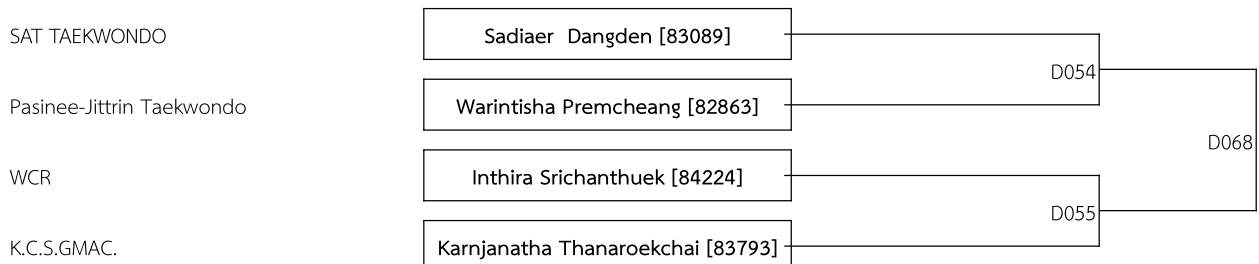 SAT TAEKWONDO
Sadiaer Dangden [83089]
D054
Pasinee-Jittrin Taekwondo
Warintisha Premcheang [82863]
D068
WCR
Inthira Srichanthuek [84224]
D055
K.C.S.GMAC.
Karnjanatha Thanaroekchai [83793]